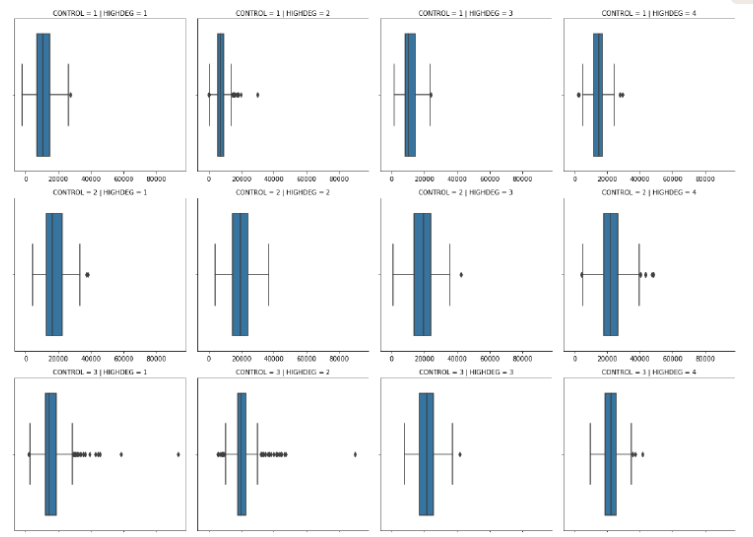 CONTROL = 1 | HIGHDEG = 1 CONTROL = 1 | HIGHDEG = 2 CONTROL = 1 | HIGHDEG = 3 CONTROL = 1 | HIGHDEG = 4
0 20000 40000 60000 80000 0 20000 40000 60000 80000 0 20000 40000 60000 80000 0 20000 40000 60000 80000
CONTROL = 2 | HIGHDEG = 1 CONTROL = 2 | HIGHDEG = 2 CONTROL = 2 | HIGHDEG = 3 CONTROL = 2 | HIGHDEG = 4
0 20000 40000 60000 80000 0 20000 40000 60000 80000 0 20000 40000 60000 80000 0 20000 40000 60000 80000
CONTROL = 3 | HIGHDEG = 1 CONTROL = 3 | HIGHDEG = 2 CONTROL = 3 | HIGHDEG = 3 CONTROL = 3 | HIGHDEG = 4